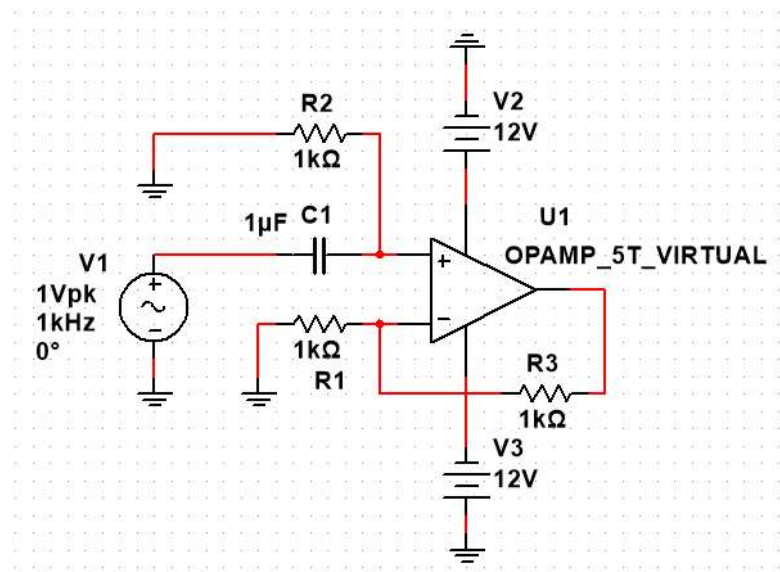 R2
1kΩ
V2
12V
1µF
C1
U1
OPAMP_5T_VIRTUAL
V1
1Vpk
1kHz
0°
+
−
+
−
1kΩ
R1
R3
1kΩ
V3
12V